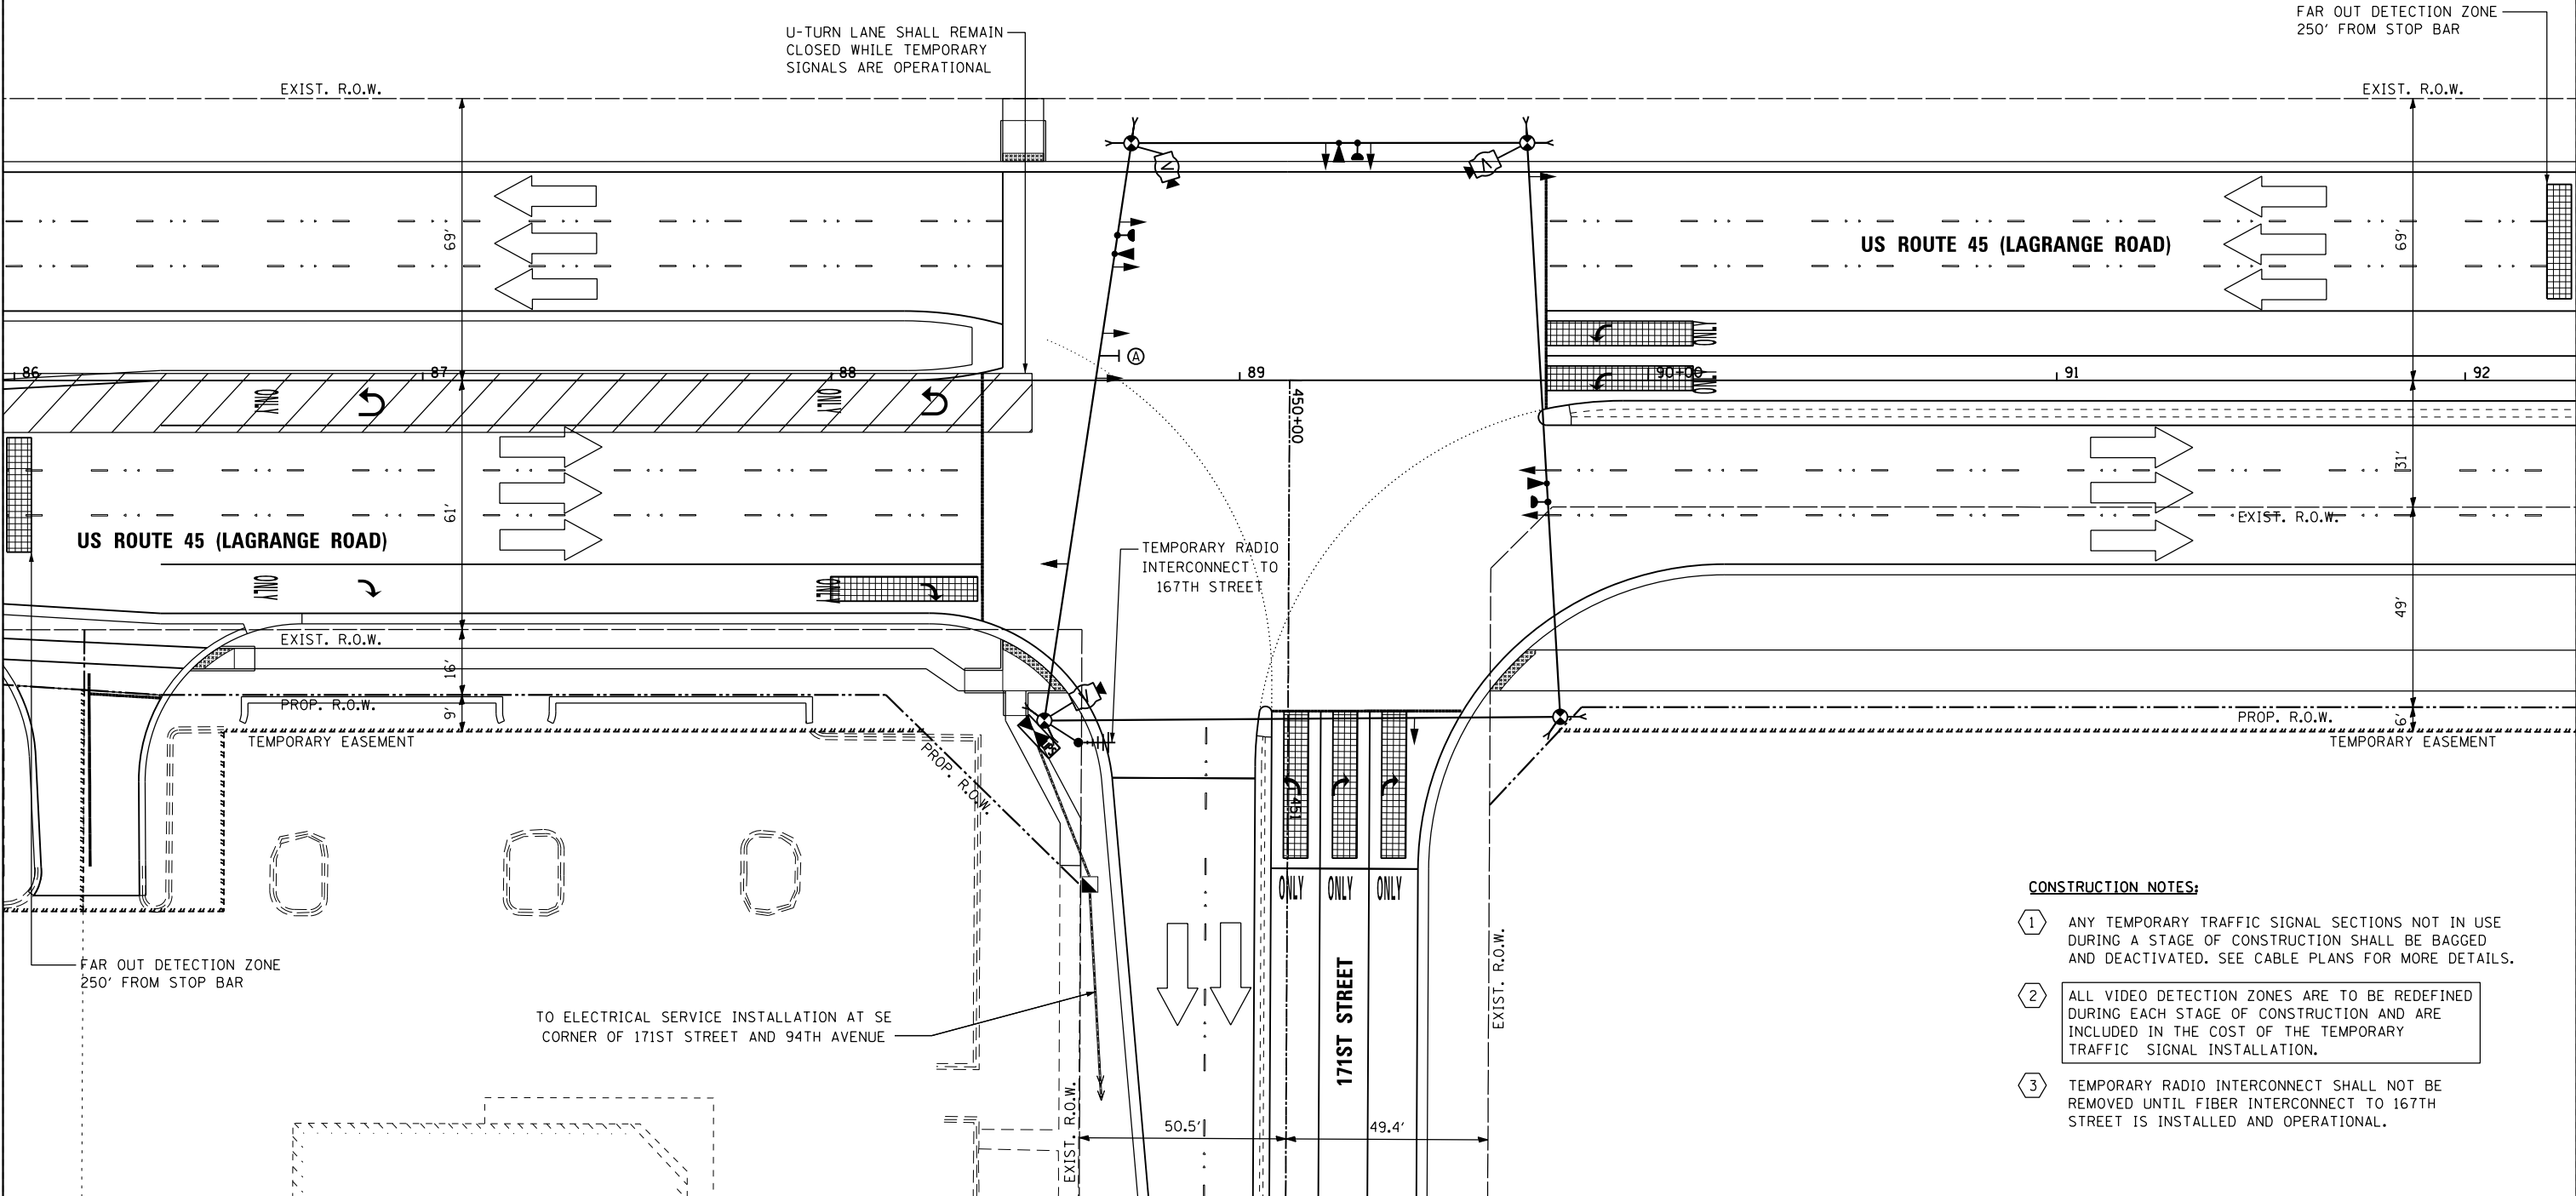 FAR OUT DETECTION ZONE
250' FROM STOP BAR
U-TURN LANE SHALL REMAIN
CLOSED WHILE TEMPORARY
SIGNALS ARE OPERATIONAL
EXIST. R.O.W.
EXIST. R.O.W.
69'
US ROUTE 45 (LAGRANGE ROAD)
69'
ONLY
A
86
87
88
89
90+00
91
92
ONLY
ONLY
ONLY
450+00
61'
31'
US ROUTE 45 (LAGRANGE ROAD)
EXIST. R.O.W.
TEMPORARY RADIO
INTERCONNECT TO
167TH STREET
ONLY
ONLY
49'
EXIST. R.O.W.
16'
PROP. R.O.W.
9'
TEMPORARY EASEMENT
PROP. R.O.W.
PROP. R.O.W.
6'
TEMPORARY EASEMENT
451
ONLY
ONLY
ONLY
FAR OUT DETECTION ZONE
250' FROM STOP BAR
TO ELECTRICAL SERVICE INSTALLATION AT SE
CORNER OF 171ST STREET AND 94TH AVENUE
171ST STREET
EXIST. R.O.W.
EXIST. R.O.W.
50.5'
49.4'
CONSTRUCTION NOTES:
1 ANY TEMPORARY TRAFFIC SIGNAL SECTIONS NOT IN USE
DURING A STAGE OF CONSTRUCTION SHALL BE BAGGED
AND DEACTIVATED. SEE CABLE PLANS FOR MORE DETAILS.
2 ALL VIDEO DETECTION ZONES ARE TO BE REDEFINED
DURING EACH STAGE OF CONSTRUCTION AND ARE
INCLUDED IN THE COST OF THE TEMPORARY
TRAFFIC SIGNAL INSTALLATION.
3 TEMPORARY RADIO INTERCONNECT SHALL NOT BE
REMOVED UNTIL FIBER INTERCONNECT TO 167TH
STREET IS INSTALLED AND OPERATIONAL.